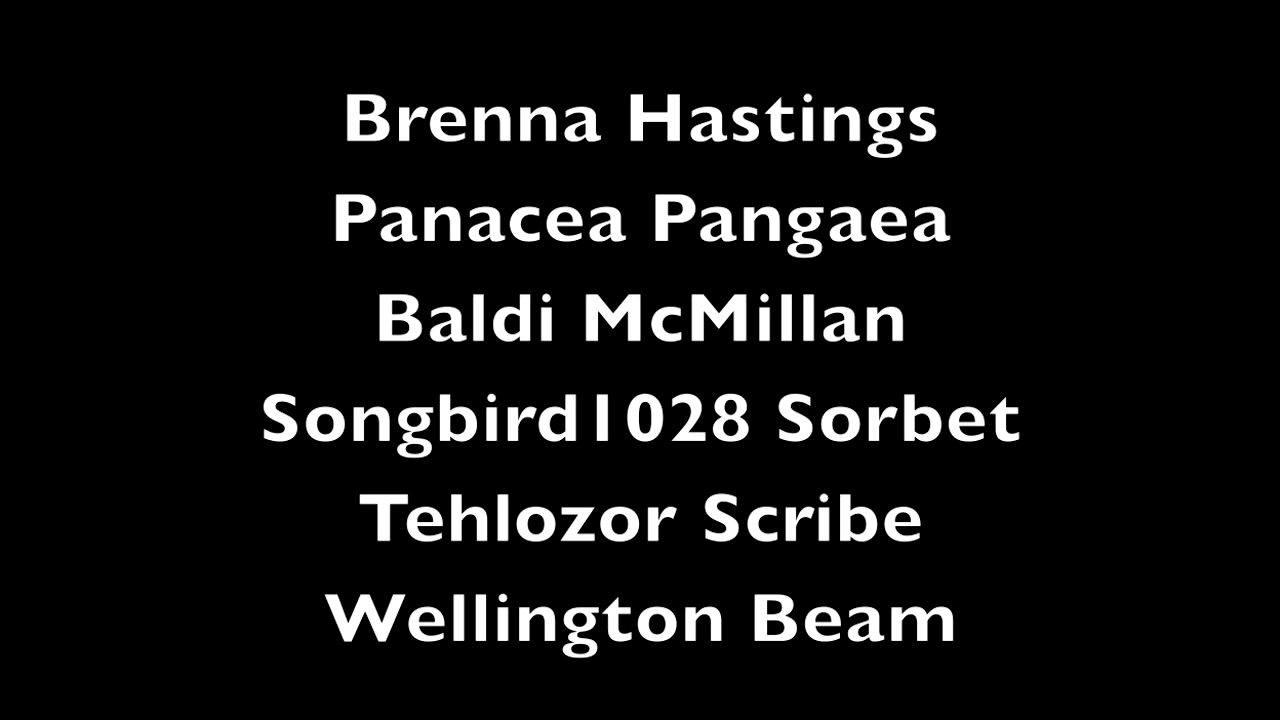 Brenna Hastings
Panacea Pangaea
Baldi McMillan
Songbird1028 Sorbet
Tehlozor Scribe
Wellington Beam